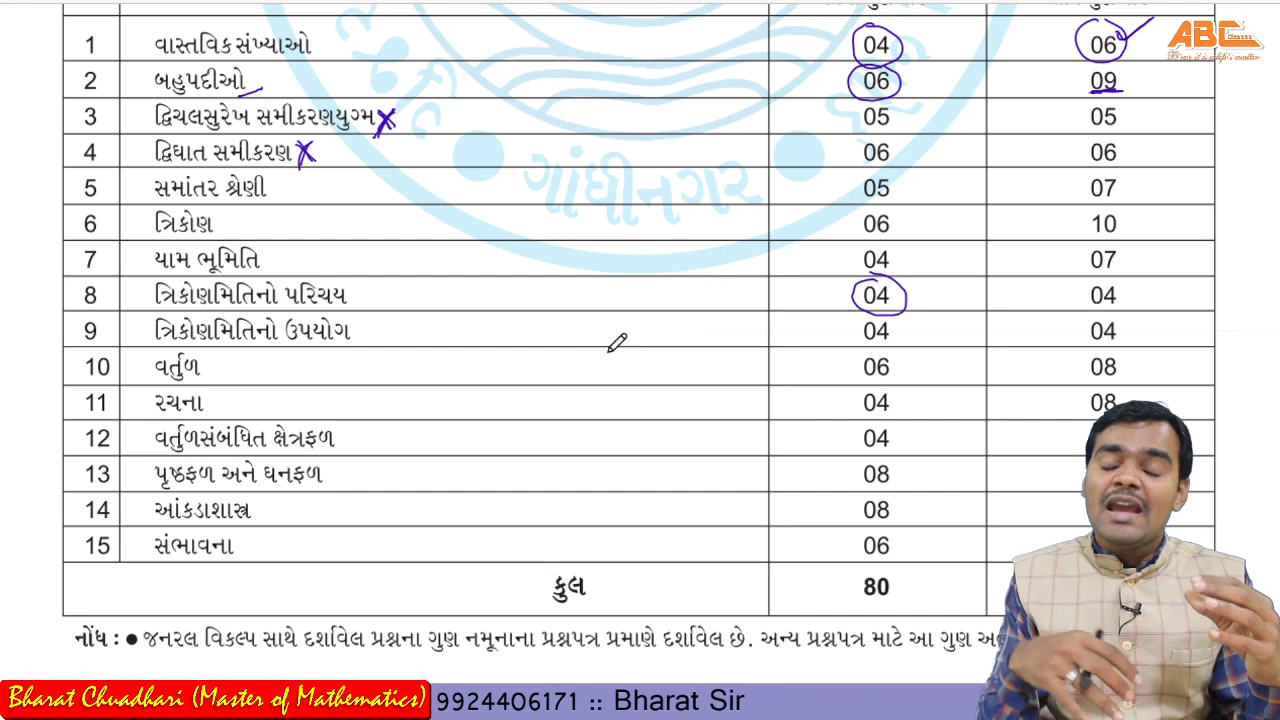 ABC
classes
1 વાસ્તવિક સંખ્યાઓ 04 06
2 બહુપદીઓ 06 09
3 દ્વિચલસુરેખ સમીકરણયુગ્મ 05 05
4 દ્વિઘાત સમીકરણ 06 06
5 સમાંતર શ્રેણી 05 07
6 ત્રિકોણ 06 10
7 યામ ભૂમિતિ 04 07
8 ત્રિકોણમિતિનો પરિચય 04 04
9 ત્રિકોણમિતિનો ઉપયોગ 04 04
10 વર્તુળ 06 08
11 રચના 04 08
12 વર્તુળસંબંધિત ક્ષેત્રફળ 04
13 પૃષ્ઠફળ અને ઘનફળ 08
14 આંકડાશાસ્ત્ર 08
15 સંભાવના 06
કુલ 80
ગાંધીનગર
નોંધ : ● જનરલ વિકલ્પ સાથે દર્શાવેલ પ્રશ્નના ગુણ નમૂનાના પ્રશ્નપત્ર પ્રમાણે દર્શાવેલ છે. અન્ય પ્રશ્નપત્ર માટે આ ગુણ
Bharat Chuadhari (Master of Mathematics) 9924406171 :: Bharat Sir